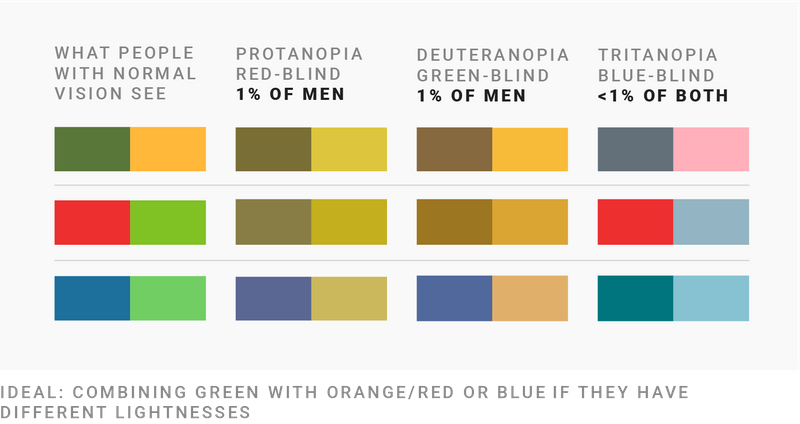 WHAT PEOPLE
WITH NORMAL
VISION SEE
PROTANOPIA
RED-BLIND
1% OF MEN
DEUTERANOPIA
GREEN-BLIND
1% OF MEN
TRITANOPIA
BLUE-BLIND
<1% OF BOTH
IDEAL: COMBINING GREEN WITH ORANGE/RED OR BLUE IF THEY HAVE
DIFFERENT LIGHTNESSES